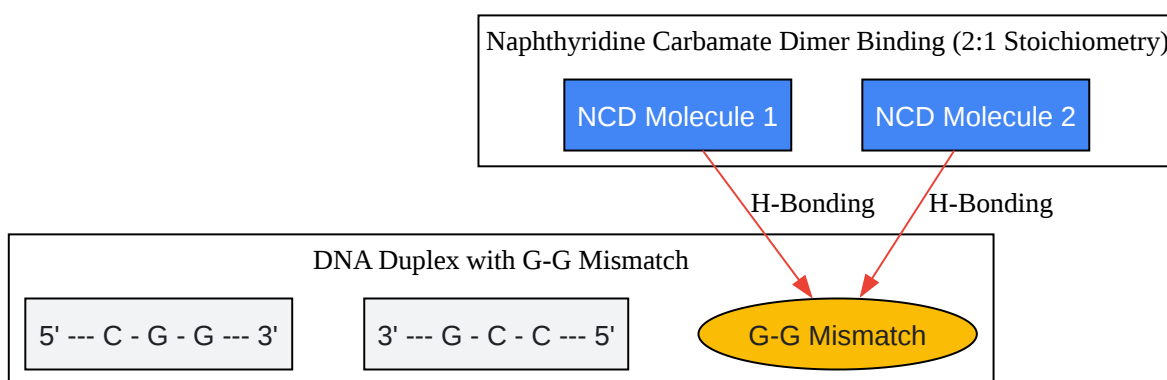 Naphthyridine Carbamate Dimer Binding (2:1 Stoichiometry)
NCD Molecule 1
NCD Molecule 2
H-Bonding
H-Bonding
DNA Duplex with G-G Mismatch
5' --- C - G - G --- 3'
3' --- G - C - C --- 5'
G-G Mismatch